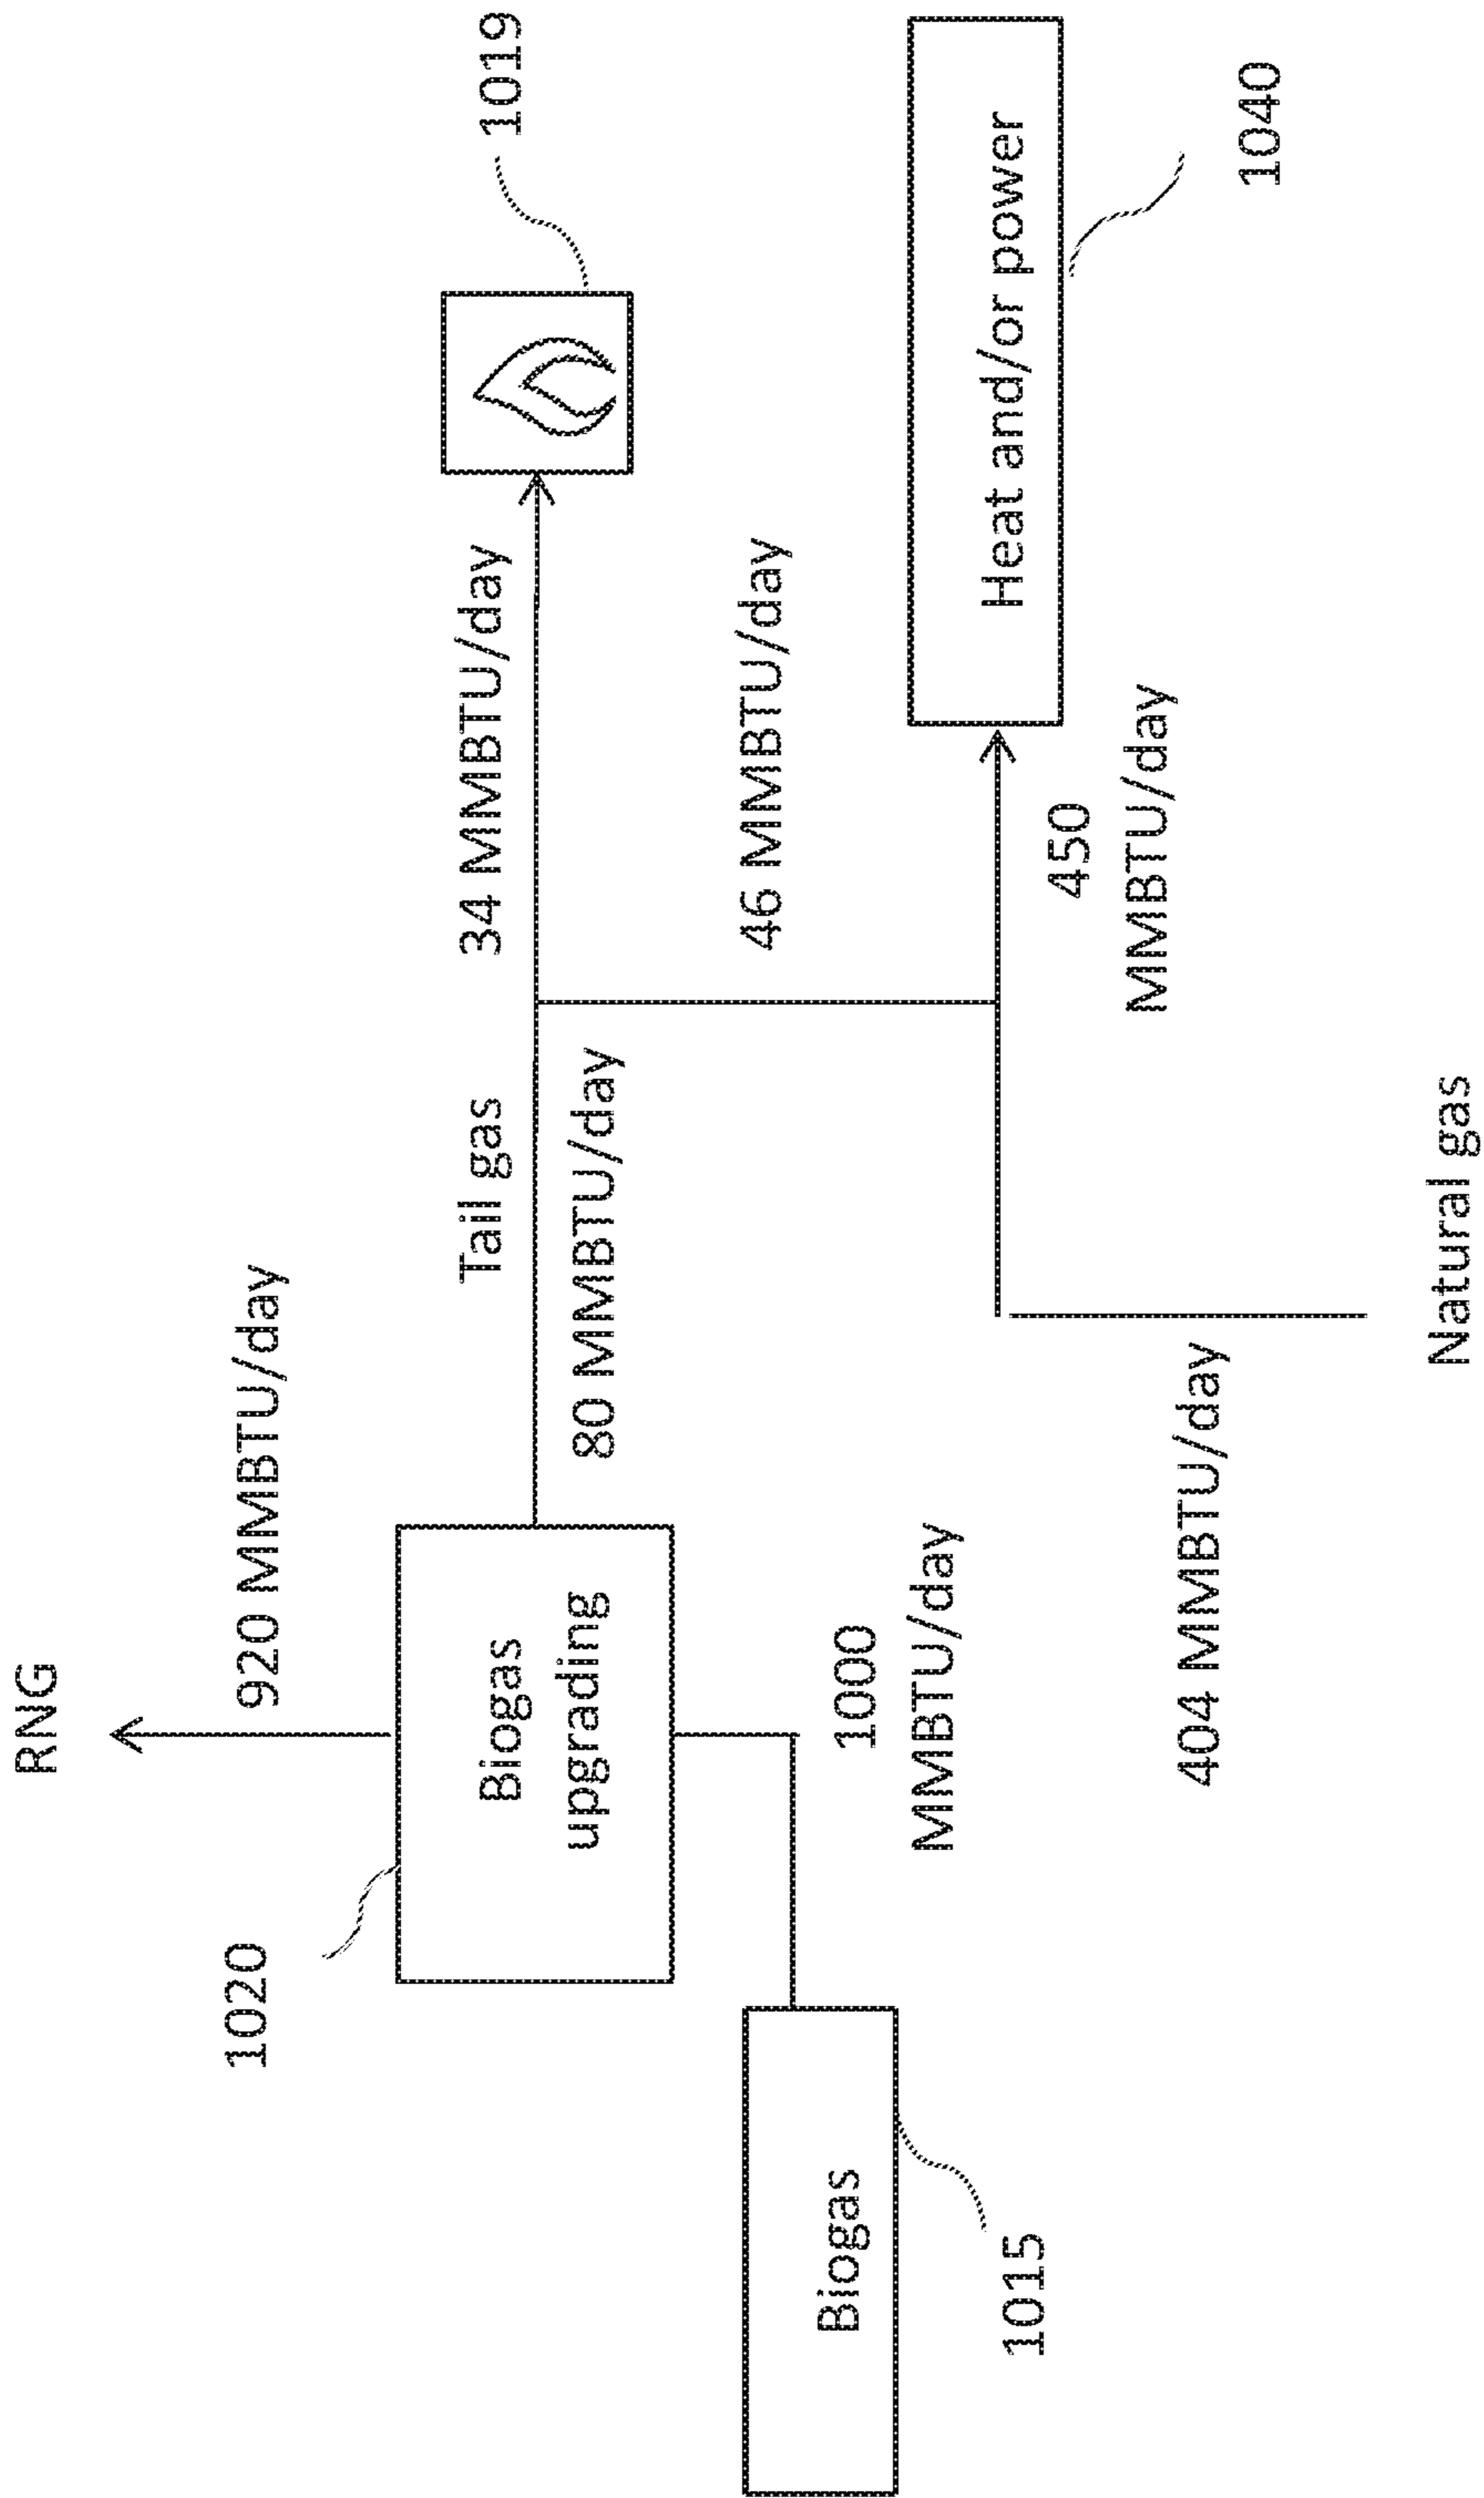 RNG
920 MMBTU/day
1020
Biogas
upgrading
Tail gas
80 MMBTU/day
34 MMBTU/day
1019
46 MMBTU/day
Biogas
1015
1000
MMBTU/day
450
MMBTU/day
Heat and/or power
1040
404 MMBTU/day
Natural gas